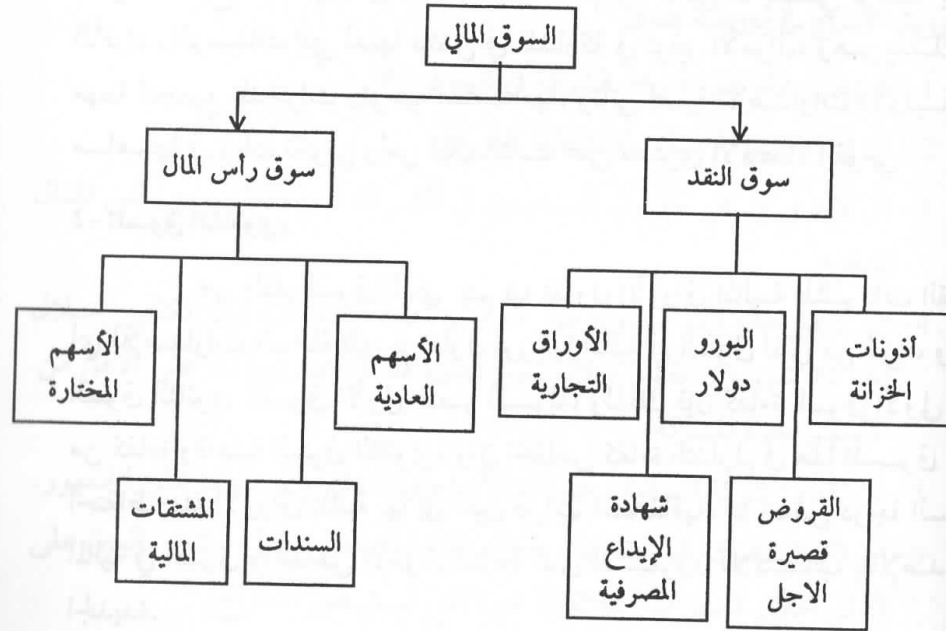 السوق المالي
سوق النقد
سوق رأس المال
أذونات
الخزانة
اليورو
دولار
الأوراق
التجارية
الأسهم
العادية
الأسهم
المختارة
القروض
قصيرة
الاجل
شهادة
الإيداع
المصرفية
السندات
المشتقات
المالية